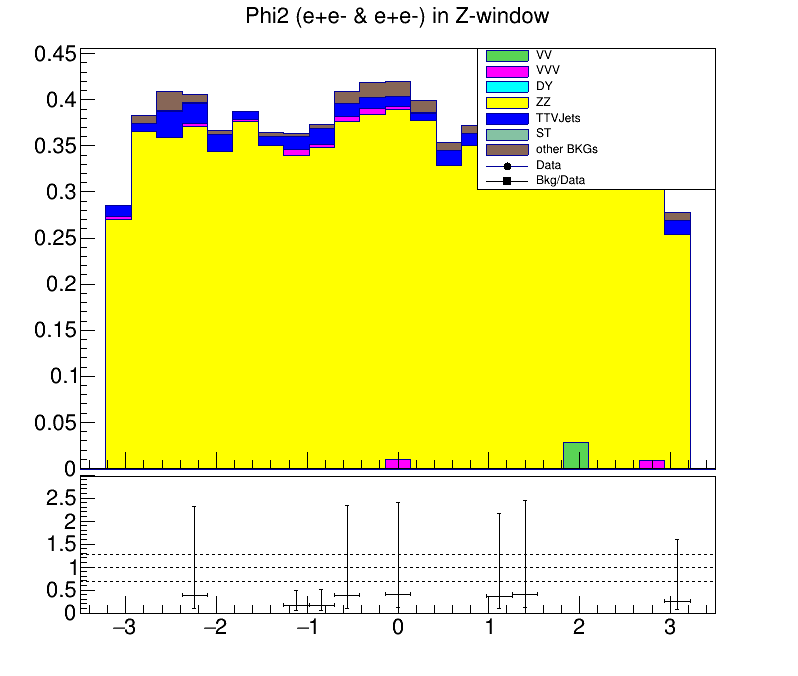 Phi2 (e+e- & e+e-) in Z-window
0.45
0.4
0.35
0.3
0.25
0.2
0.15
0.1
0.05
0
VV
VVV
DY
ZZ
TTVJets
ST
other BKGs
Data
Bkg/Data
2.5
2
1.5
1
0.5
0
−3 −2 −1 0 1 2 3